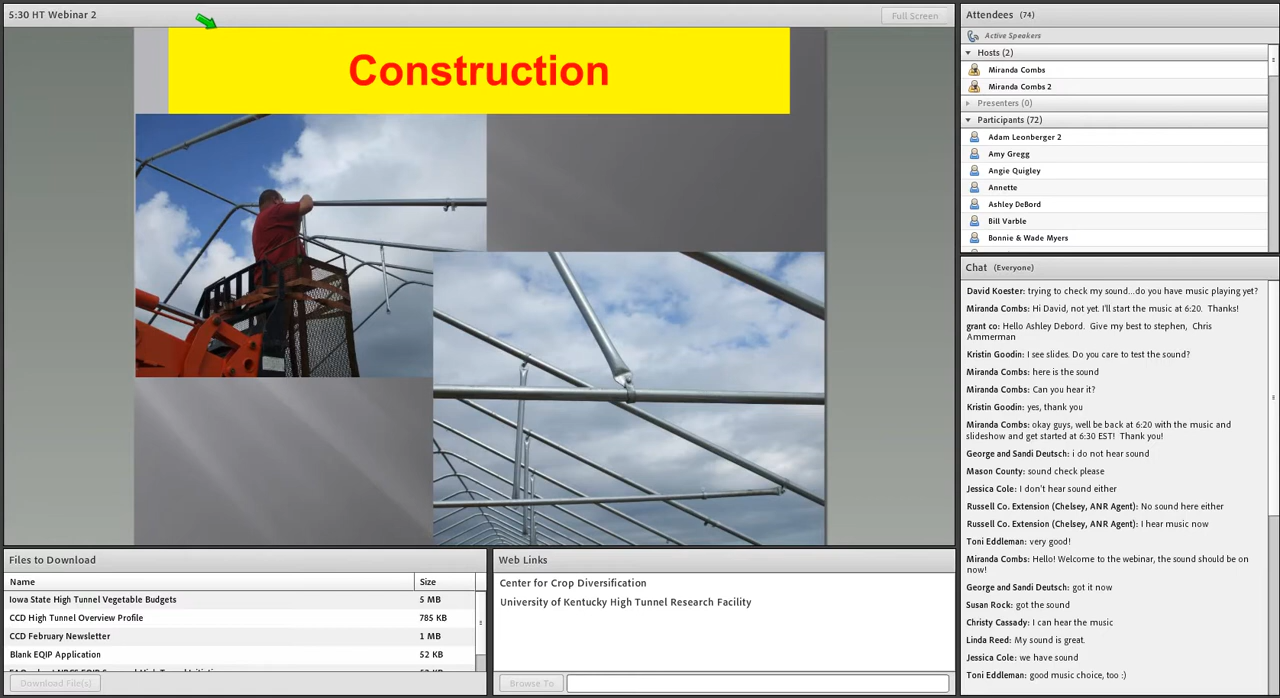 5:30 HT Webinar 2
Full Screen
Construction
Files to Download
Name
Size
Iowa State High Tunnel Vegetable Budgets
5 MB
CCD High Tunnel Overview Profile
785 KB
CCD February Newsletter
1 MB
Blank EQIP Application
52 KB
Download File(s)
Web Links
Center for Crop Diversification
University of Kentucky High Tunnel Research Facility
Browse To
Attendees (74)
Active Speakers
Hosts (2)
Miranda Combs
Miranda Combs 2
Presenters (0)
Participants (72)
Adam Leonberger 2
Amy Gregg
Angie Quigley
Annette
Ashley DeBord
Bill Varble
Bonnie & Wade Myers
Chat (Everyone)
David Koester: trying to check my sound...do you have music playing yet?
Miranda Combs: Hi David, not yet. I'll start the music at 6:20. Thanks!
grant co: Hello Ashley Debord. Give my best to stephen, Chris
Ammerman
Kristin Goodin: I see slides. Do you care to test the sound?
Miranda Combs: here is the sound
Miranda Combs: Can you hear it?
Kristin Goodin: yes, thank you
Miranda Combs: okay guys, well be back at 6:20 with the music and
slideshow and get started at 6:30 EST! Thank you!
George and Sandi Deutsch: i do not hear sound
Mason County: sound check please
Jessica Cole: I don't hear sound either
Russell Co. Extension (Chelsey, ANR Agent): No sound here either
Russell Co. Extension (Chelsey, ANR Agent): I hear music now
Toni Eddleman: very good!
Miranda Combs: Hello! Welcome to the webinar, the sound should be on
now!
George and Sandi Deutsch: got it now
Susan Rock: got the sound
Christy Cassady: I can hear the music
Linda Reed: My sound is great.
Jessica Cole: we have sound
Toni Eddleman: good music choice, too :)